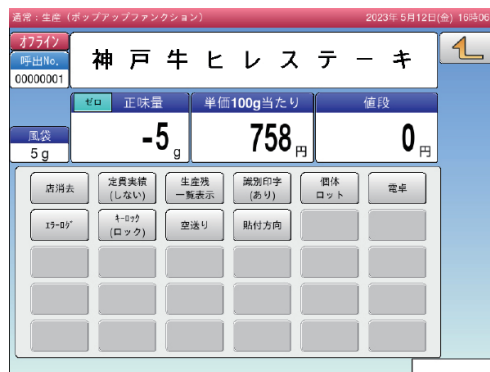 通常：生産（ポップアップファンクション） 2023年 5月12日(金) 16時06
オフライン
呼出No.
00000001
神戸牛ヒレステーキ
ゼロ 正味量 単価100g当たり 値段
-5g 758円 0円
風袋
5g
店消去 定貫実績(しない) 生産残一覧表示 識別印字(あり) 個体ロット 電卓
ｴﾗｰﾛｸﾞ ｷｰﾛｯｸ(ロック) 空送り 貼付方向